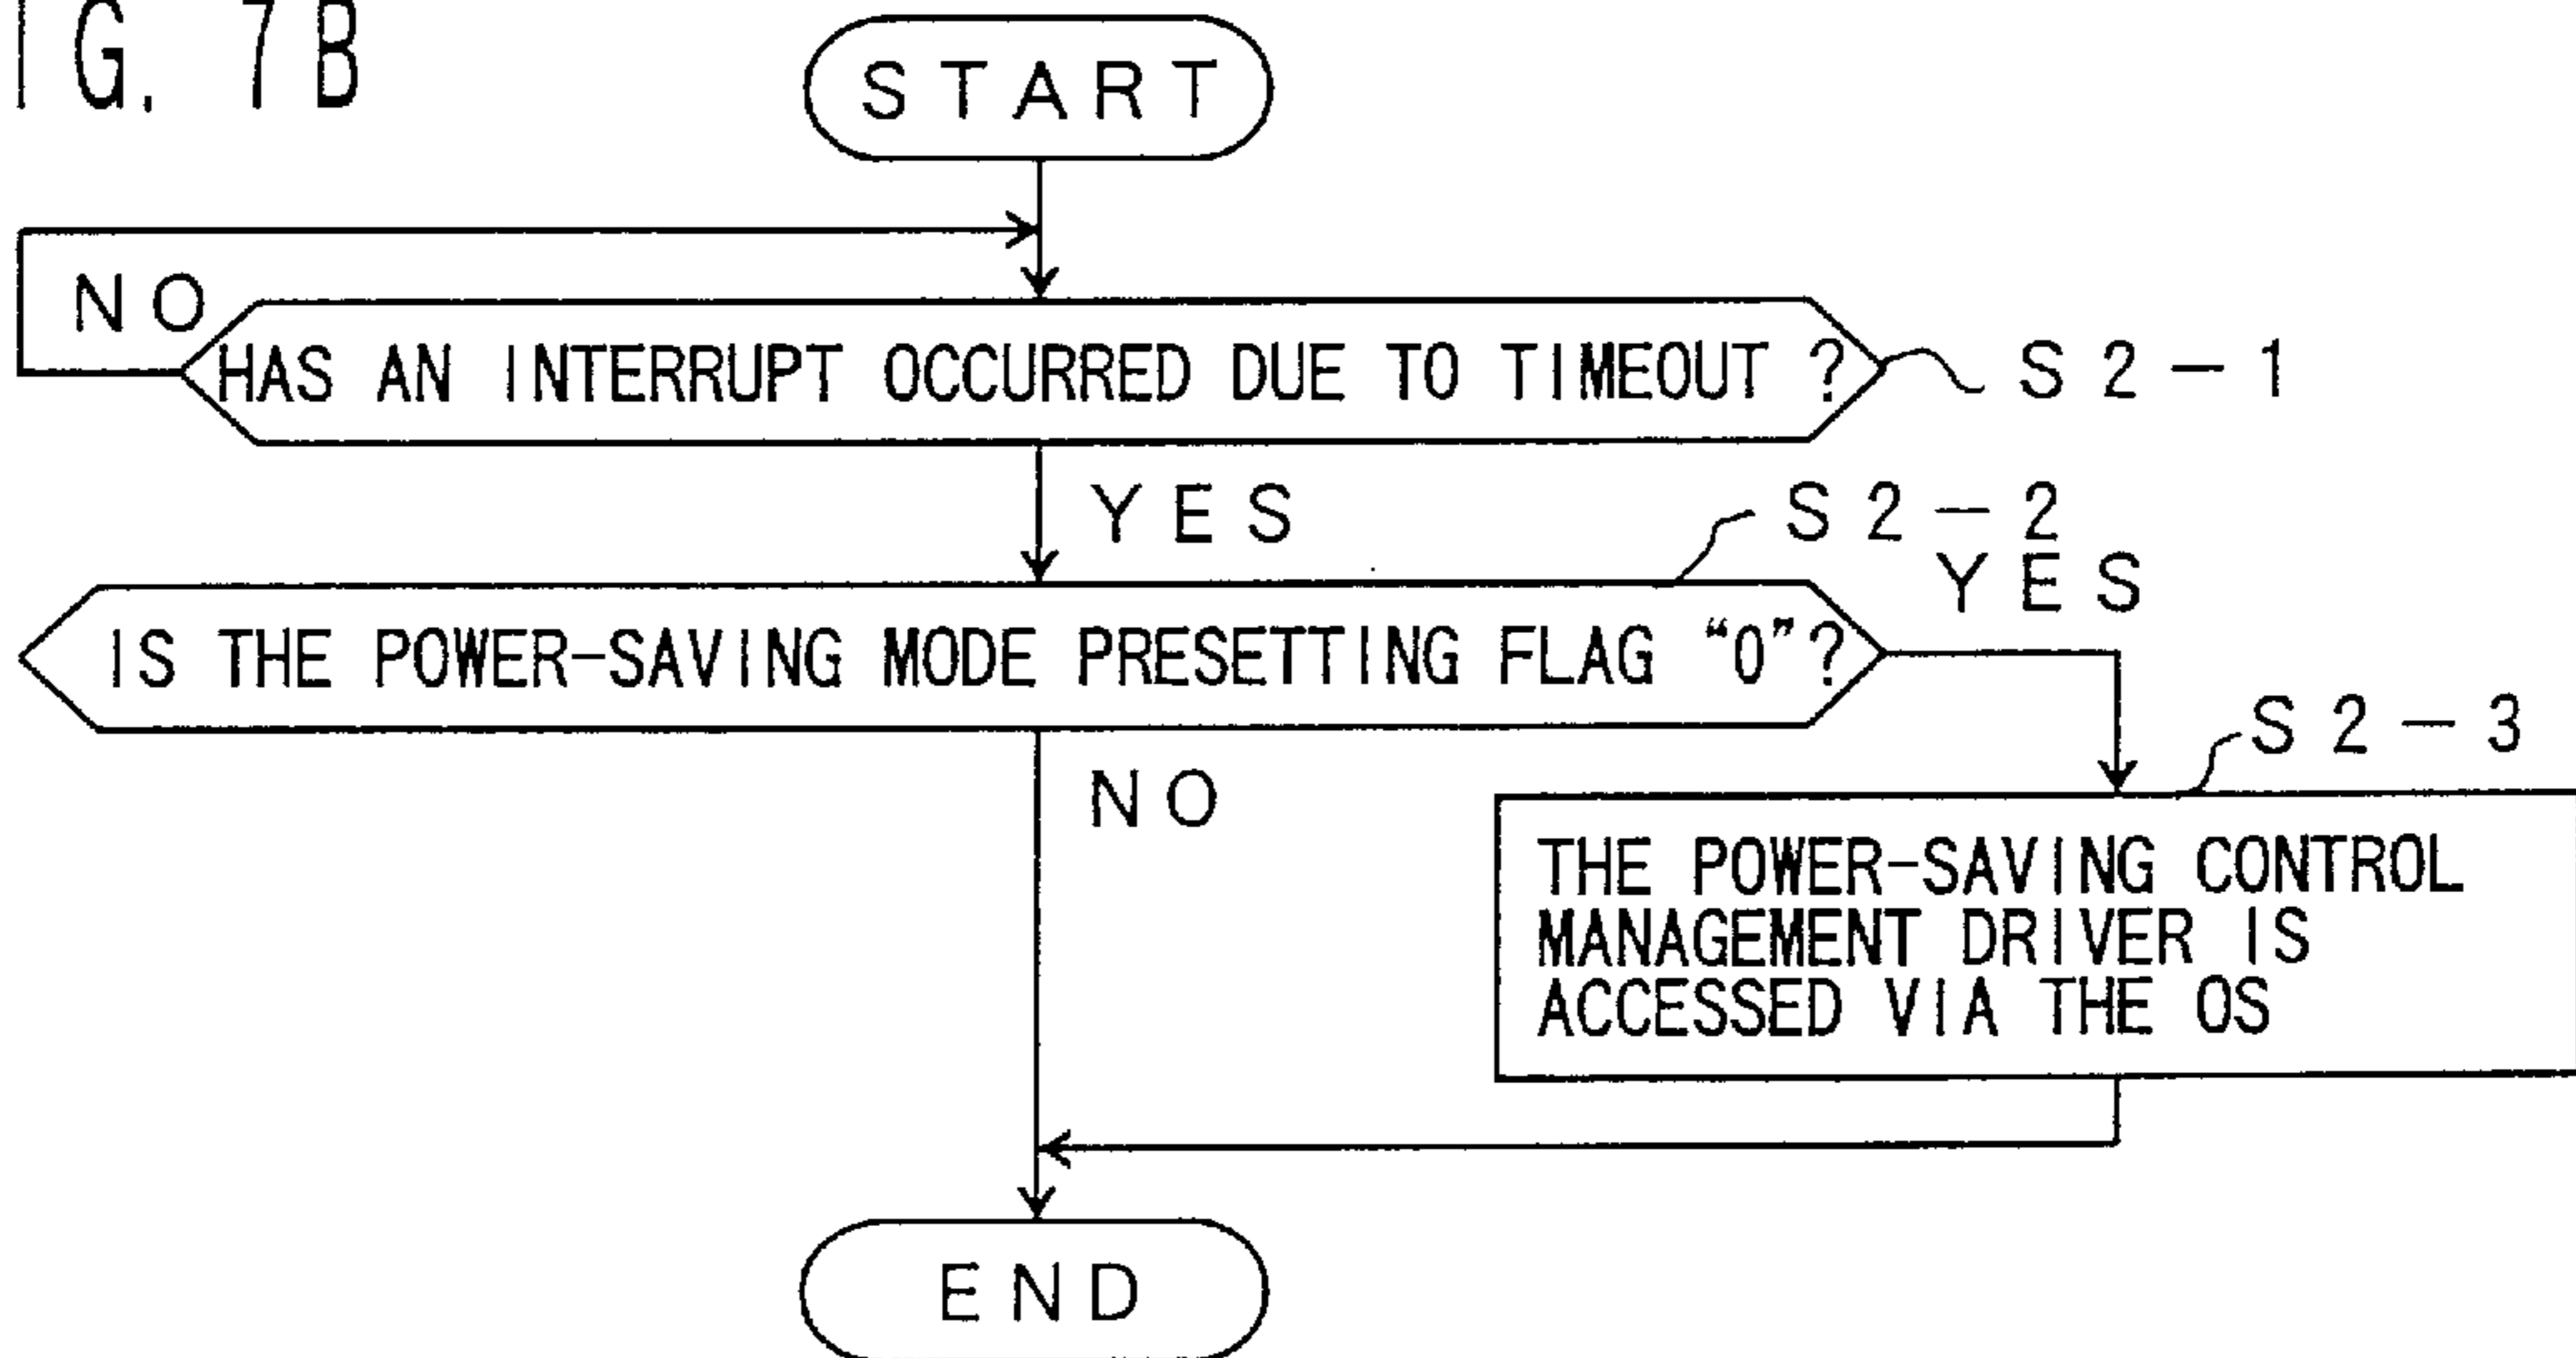 IG. 7B
START
NO
HAS AN INTERRUPT OCCURRED DUE TO TIMEOUT ?
S2-1
YES
S2-2
YES
IS THE POWER-SAVING MODE PRESETTING FLAG “0”?
S2-3
NO
THE POWER-SAVING CONTROL
MANAGEMENT DRIVER IS
ACCESSED VIA THE OS
END